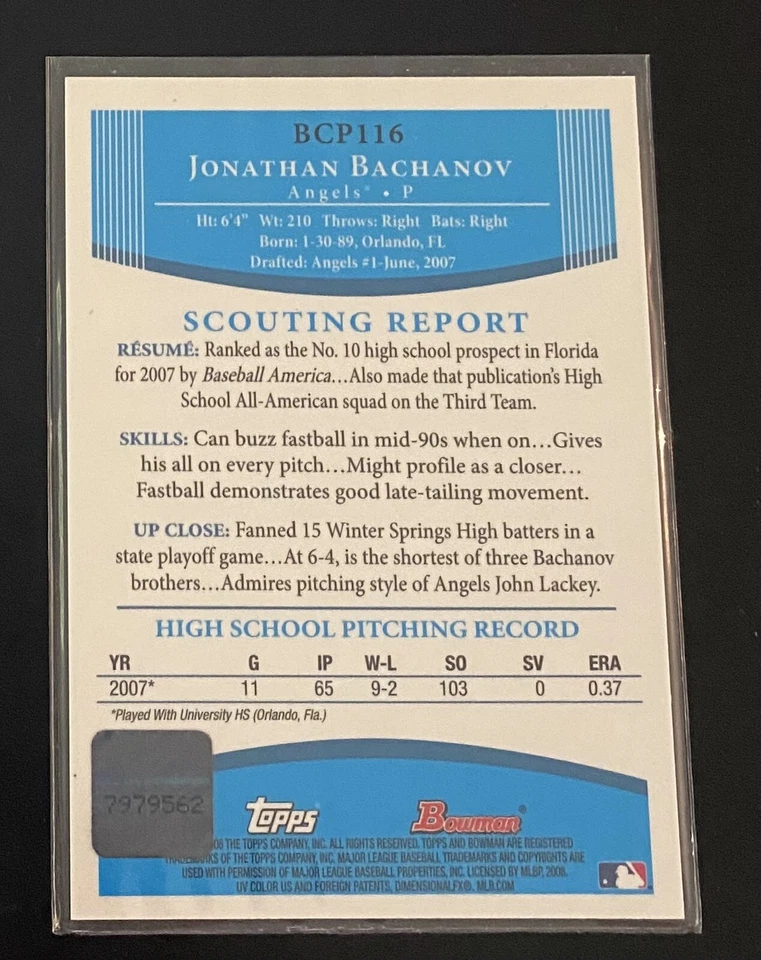 BCP116
JONATHAN BACHANOV
Angels • P
Ht: 6'4" Wt: 210 Throws: Right Bats: Right
Born: 1-30-89, Orlando, FL
Drafted: Angels #1-June, 2007
SCOUTING REPORT
RÉSUMÉ: Ranked as the No. 10 high school prospect in Florida
for 2007 by Baseball America...Also made that publication's High
School All-American squad on the Third Team.
SKILLS: Can buzz fastball in mid-90s when on...Gives
his all on every pitch...Might profile as a closer...
Fastball demonstrates good late-tailing movement.
UP CLOSE: Fanned 15 Winter Springs High batters in a
state playoff game...At 6-4, is the shortest of three Bachanov
brothers...Admires pitching style of Angels John Lackey.
HIGH SCHOOL PITCHING RECORD
YR G IP W-L SO SV ERA
2007* 11 65 9-2 103 0 0.37
*Played With University HS (Orlando, Fla.)
7979562
Topps Bowman®
THE TOPPS COMPANY, INC. ALL RIGHTS RESERVED. TOPPS AND BOWMAN ARE REGISTERED
OF THE TOPPS COMPANY, INC. MAJOR LEAGUE BASEBALL TRADEMARKS AND COPYRIGHTS ARE
USED WITH PERMISSION OF MAJOR LEAGUE BASEBALL PROPERTIES, INC. LICENSED BY MLBP, 2008.
UV COLOR US AND FOREIGN PATENTS, DIMENSIONALFX®. MLB.COM